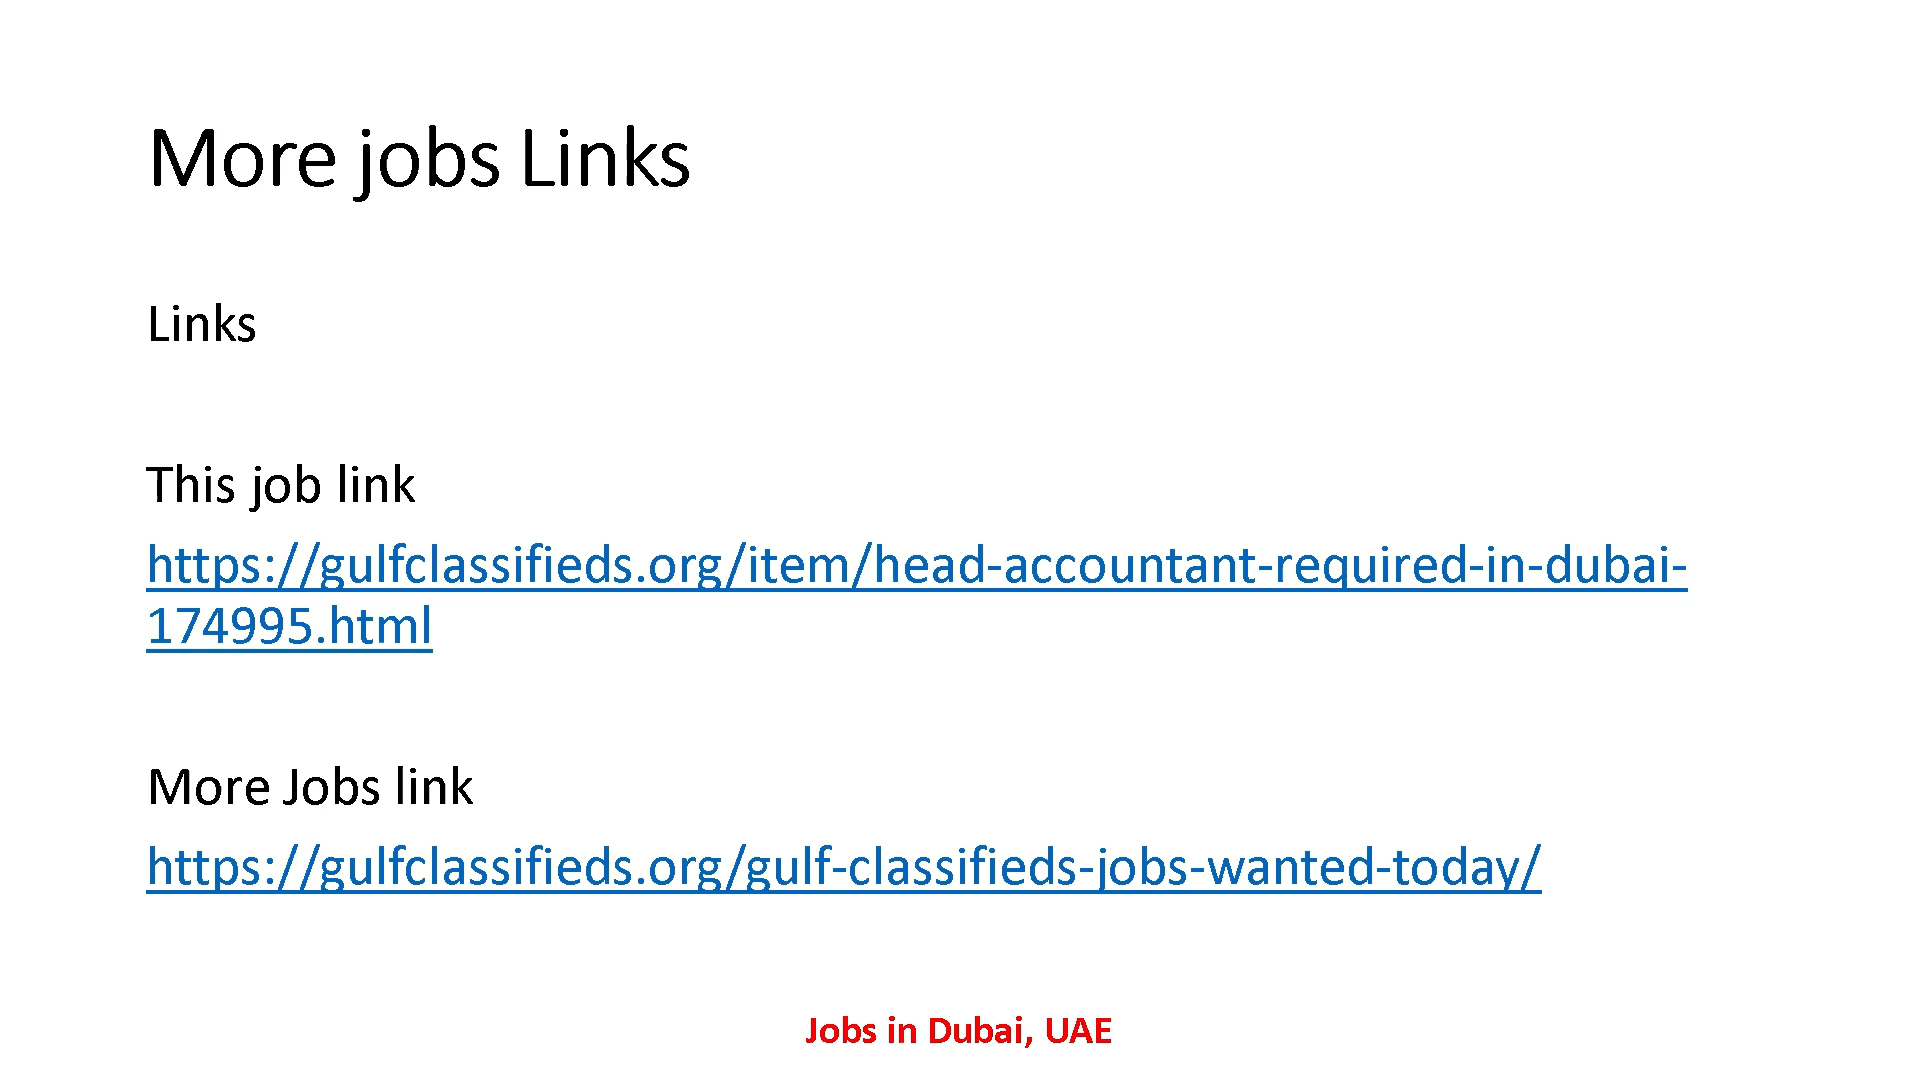 More jobs Links
Links
This job link
https://gulfclassifieds.org/item/head-accountant-required-in-dubai-
174995.html
More Jobs link
https://gulfclassifieds.org/gulf-classifieds-jobs-wanted-today/
Jobs in Dubai, UAE